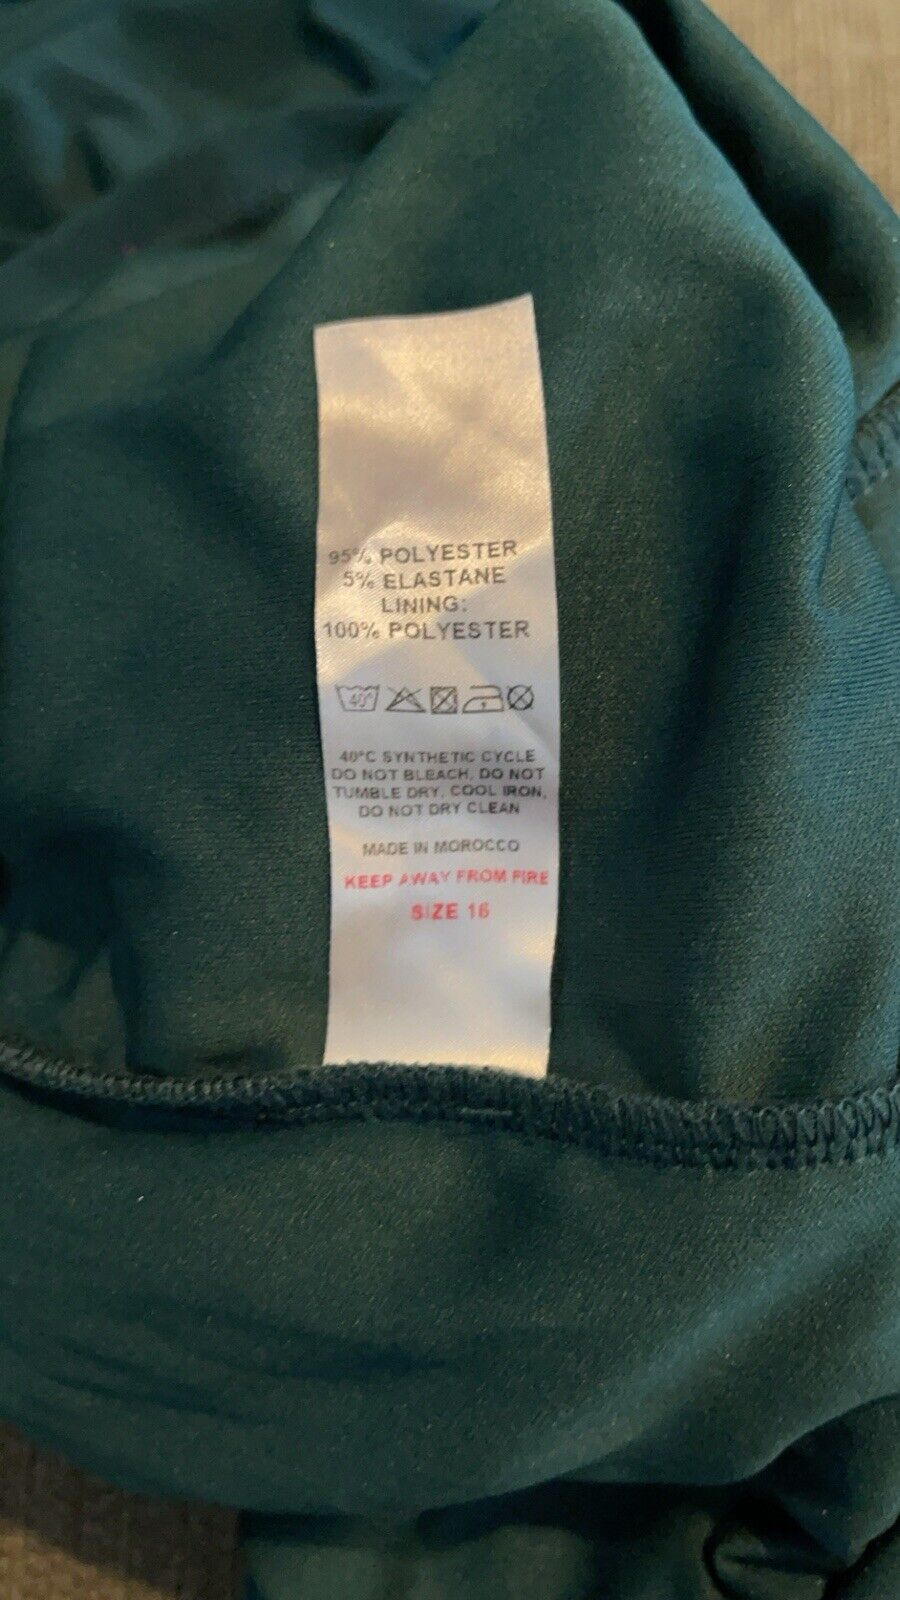 95% POLYESTER
5% ELASTANE
LINING:
100% POLYESTER
40°
40°C SYNTHETIC CYCLE
DO NOT BLEACH, DO NOT
TUMBLE DRY, COOL IRON,
DO NOT DRY CLEAN
MADE IN MOROCCO
KEEP AWAY FROM FIRE
SIZE 16